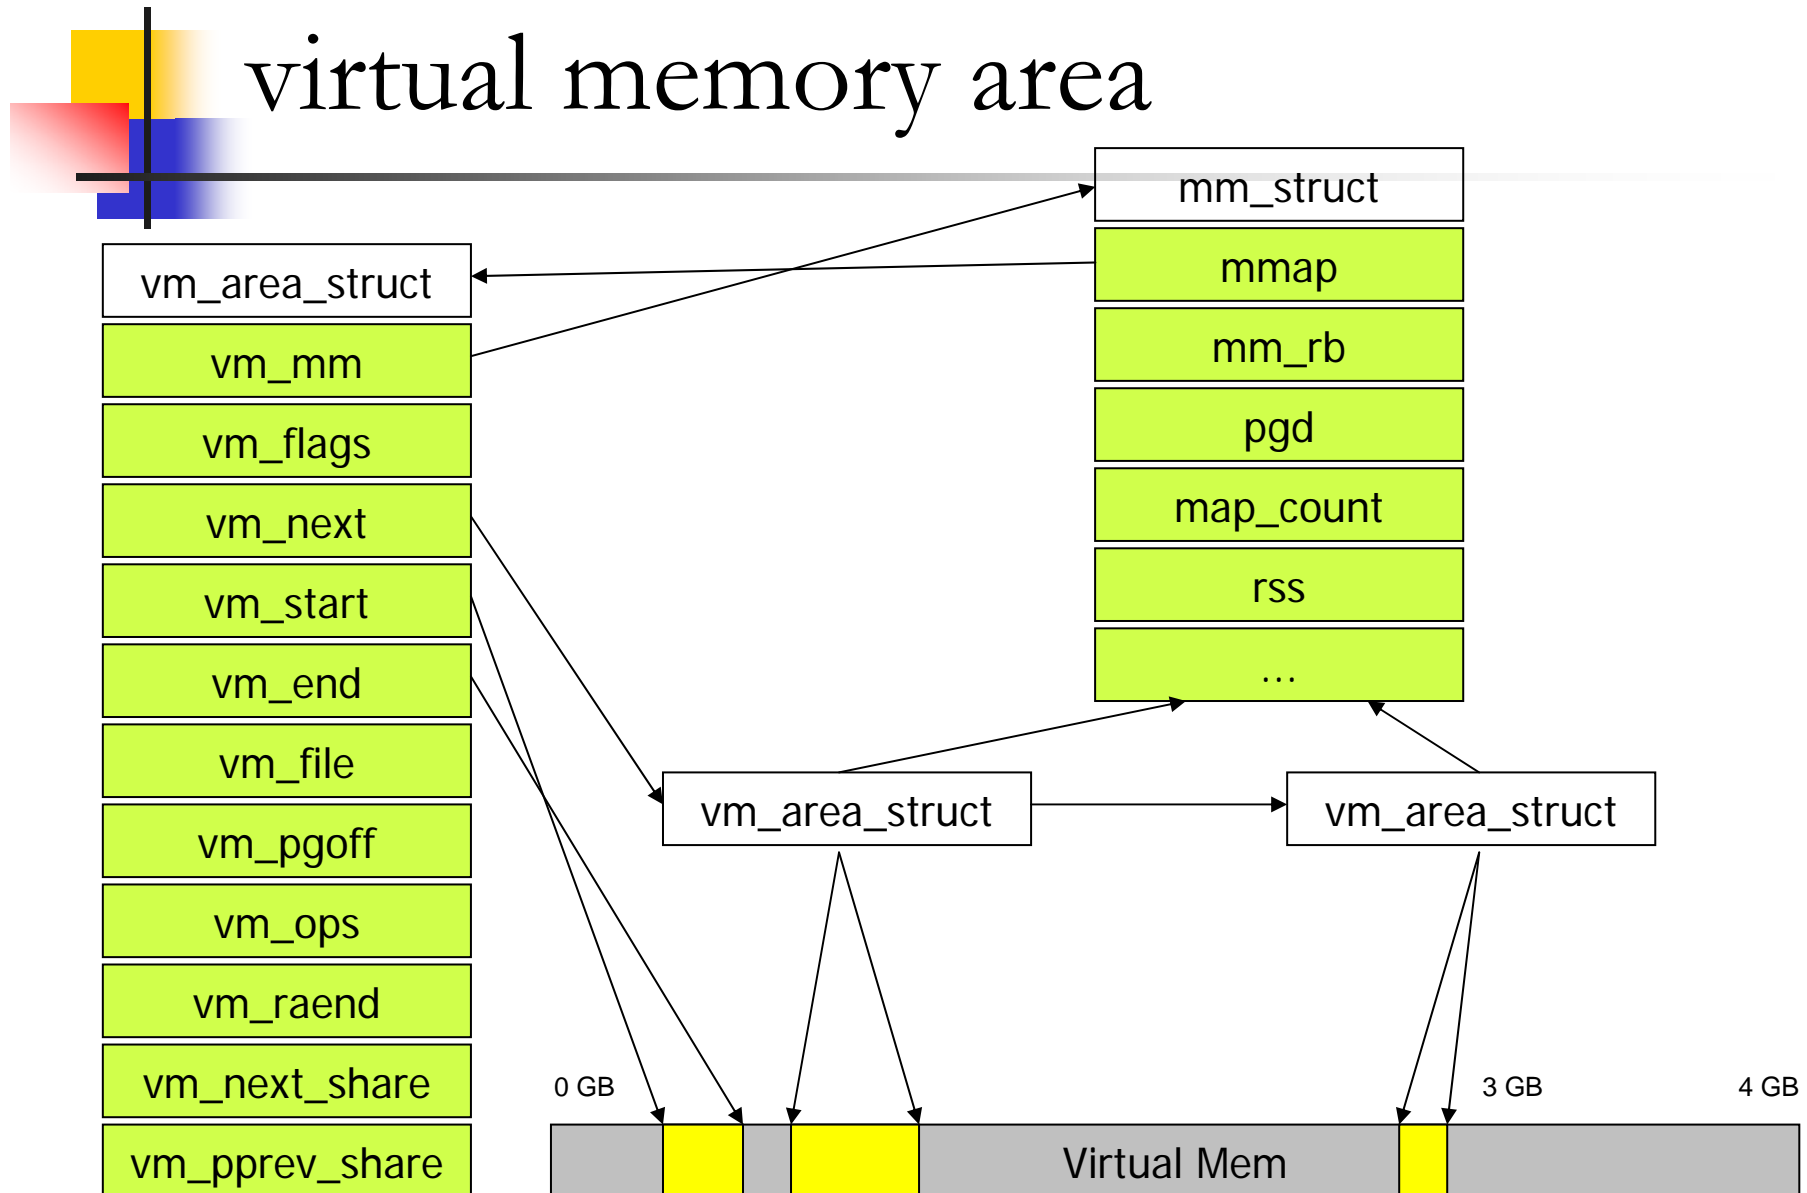 virtual memory area
mm_struct
mmap
mm_rb
pgd
map_count
rss
…
vm_area_struct
vm_mm
vm_flags
vm_next
vm_start
vm_end
vm_file
vm_pgoff
vm_ops
vm_raend
vm_next_share
vm_pprev_share
vm_area_struct
vm_area_struct
0 GB
3 GB
4 GB
Virtual Mem